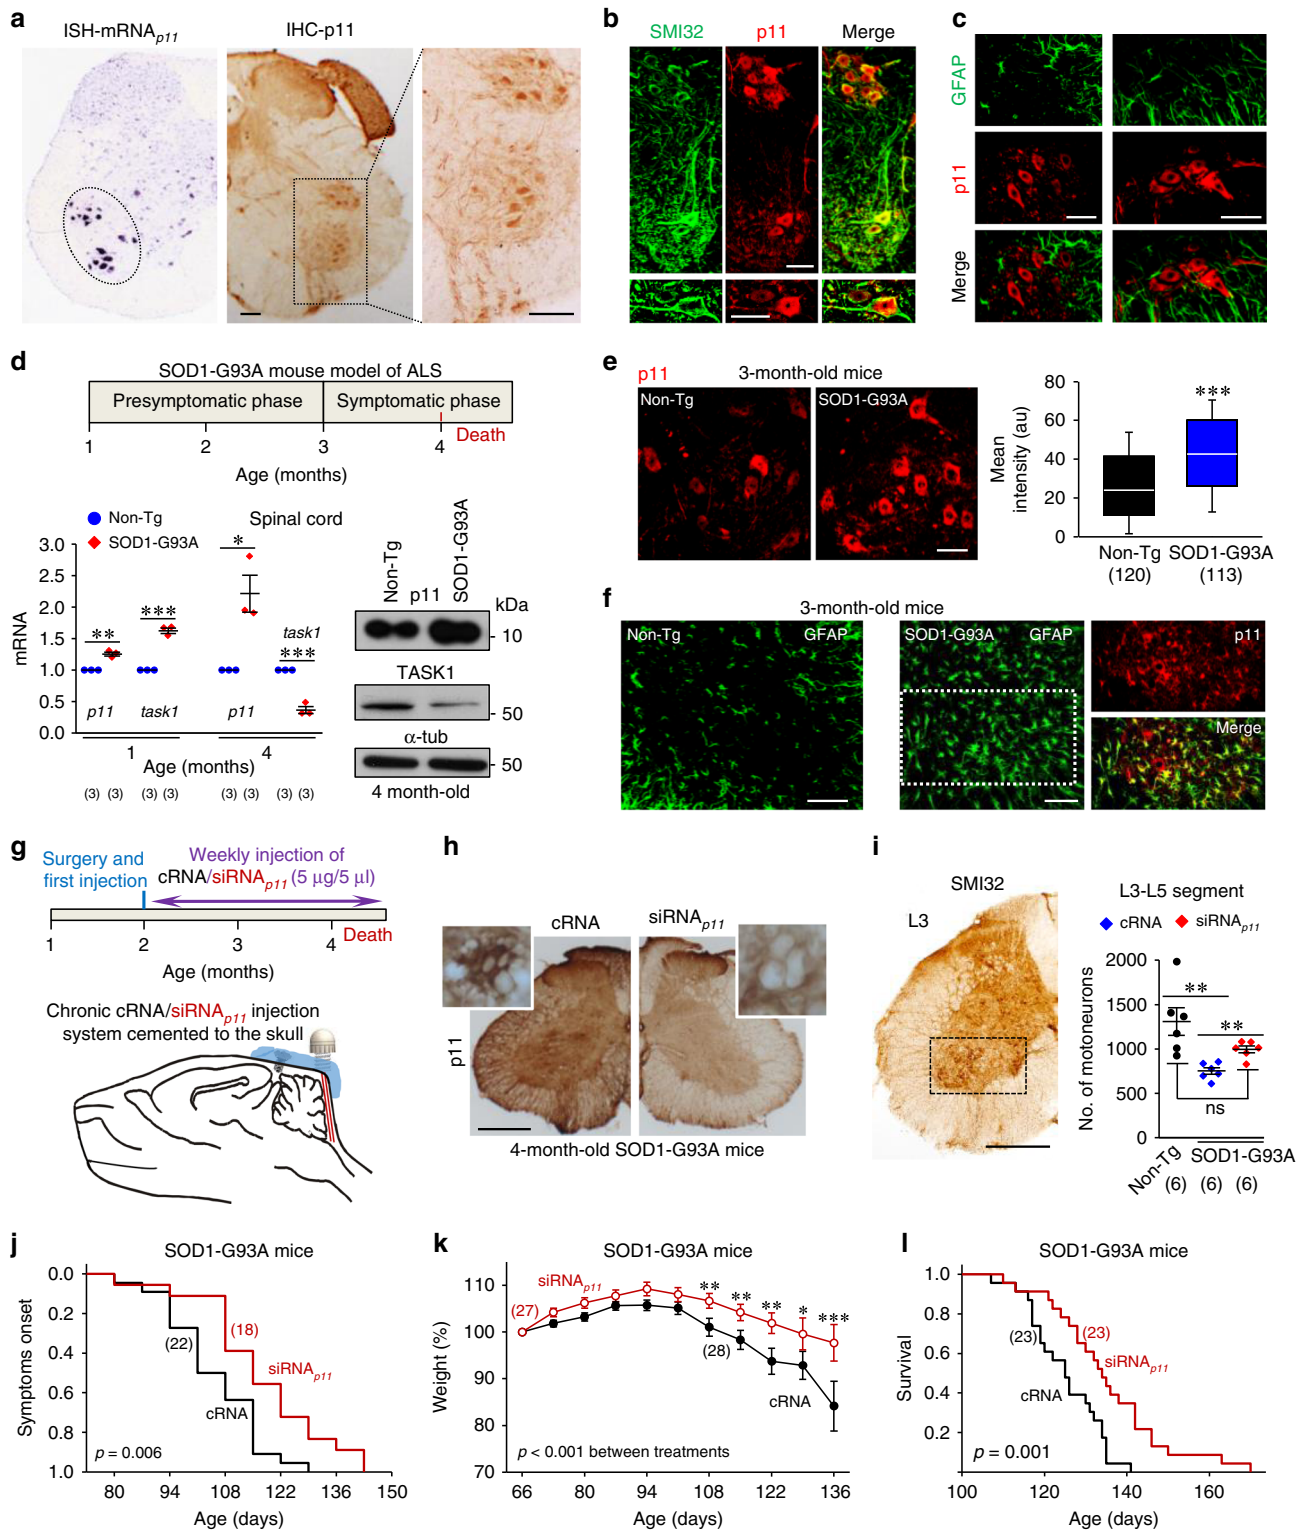 a
ISH-mRNAp11
IHC-p11
b
SMI32
p11
Merge
c
GFAP
p11
Merge
d
SOD1-G93A mouse model of ALS
Presymptomatic phase
Symptomatic phase
1
2
3
4
Death
Age (months)
Non-Tg
SOD1-G93A
Spinal cord
mRNA
3.0
2.5
2.0
1.5
1.0
0.5
0.0
**
***
*
task1
***
p11
task1
p11
1
4
Age (months)
(3) (3) (3) (3) (3) (3) (3) (3)
Non-Tg
p11
SOD1-G93A
kDa
10
TASK1
50
α-tub
50
4 month-old
e
p11
3-month-old mice
Non-Tg
SOD1-G93A
Mean intensity (au)
80
60
40
20
0
***
Non-Tg
(120)
SOD1-G93A
(113)
f
3-month-old mice
Non-Tg
GFAP
SOD1-G93A
GFAP
p11
Merge
g
Surgery and
first injection
Weekly injection of
cRNA/siRNAp11 (5 µg/5 µl)
1
2
3
4
Death
Age (months)
Chronic cRNA/siRNAp11 injection
system cemented to the skull
h
cRNA
siRNAp11
p11
4-month-old SOD1-G93A mice
i
SMI32
L3
L3-L5 segment
cRNA
siRNAp11
No. of motoneurons
2000
1500
1000
500
0
**
**
ns
Non-Tg
SOD1-G93A
(6) (6) (6)
j
SOD1-G93A mice
Symptoms onset
0.0
0.2
0.4
0.6
0.8
1.0
(22)
(18)
siRNAp11
cRNA
p = 0.006
80 94 108 122 136 150
Age (days)
k
SOD1-G93A mice
Weight (%)
110
100
90
80
70
siRNAp11
(27)
** ** ** * ***
(28)
cRNA
p < 0.001 between treatments
66 80 94 108 122 136
Age (days)
l
SOD1-G93A mice
Survival
1.0
0.8
0.6
0.4
0.2
0
(23)
(23)
siRNAp11
cRNA
p = 0.001
100 120 140 160
Age (days)